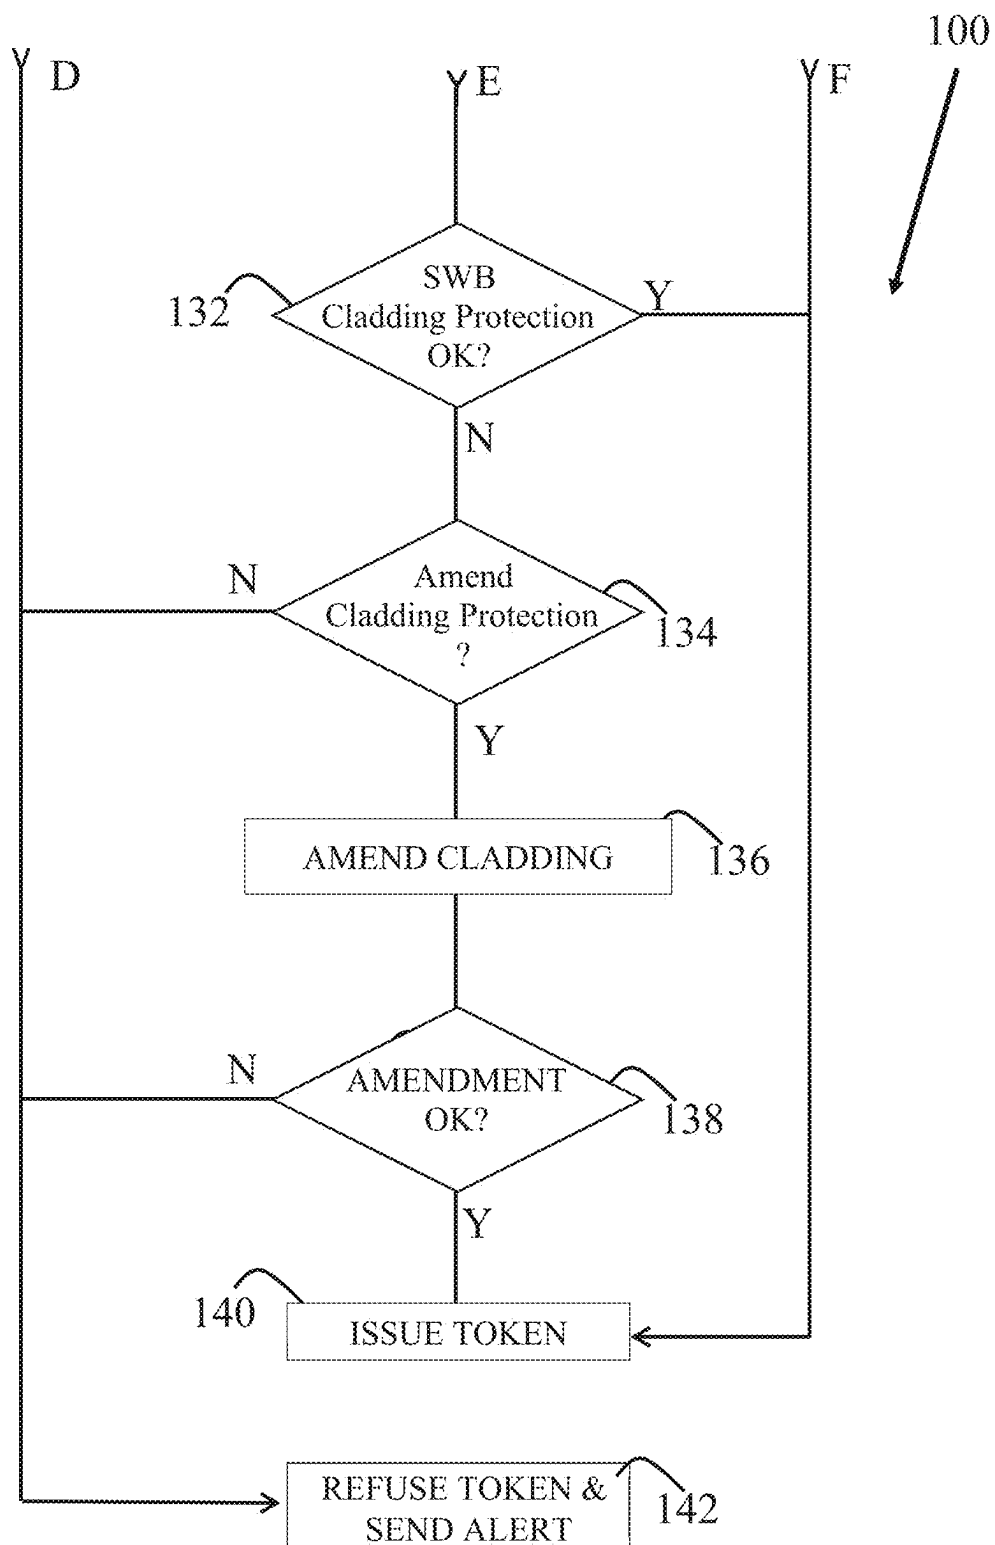 100
D
E
F
SWB
Cladding Protection
OK?
132
Y
N
Amend
Cladding Protection
?
N
134
Y
AMEND CLADDING
136
AMENDMENT
OK?
N
138
Y
140
ISSUE TOKEN
REFUSE TOKEN &
SEND ALERT
142